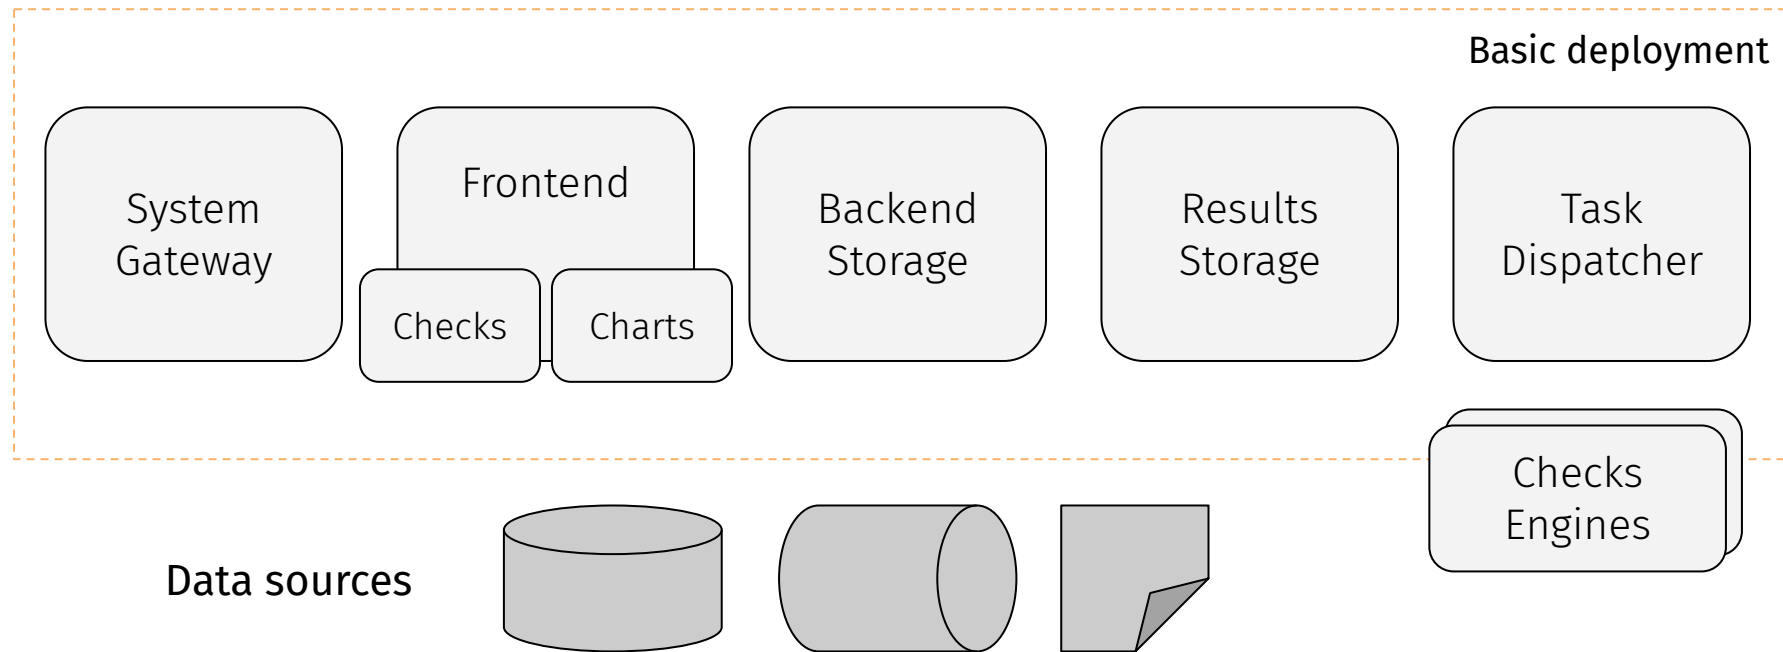 Basic deployment
System
Gateway
Frontend
Checks
Charts
Backend
Storage
Results
Storage
Task
Dispatcher
Checks
Engines
Data sources